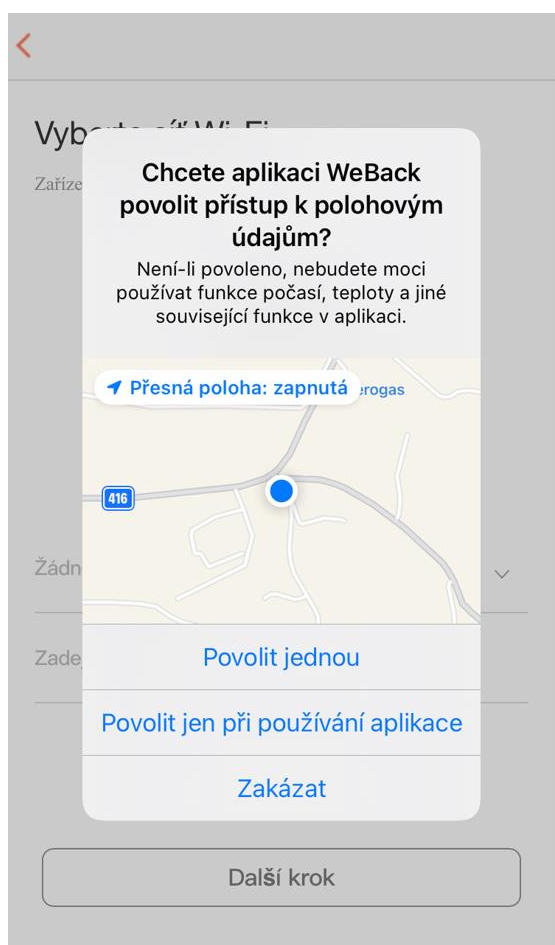 Chcete aplikaci WeBack
povolit přístup k polohovým
údajům?
Není-li povoleno, nebudete moci
používat funkce počasí, teploty a jiné
související funkce v aplikaci.
Přesná poloha: zapnutá
416
Povolit jednou
Povolit jen při používání aplikace
Zakázat
Další krok